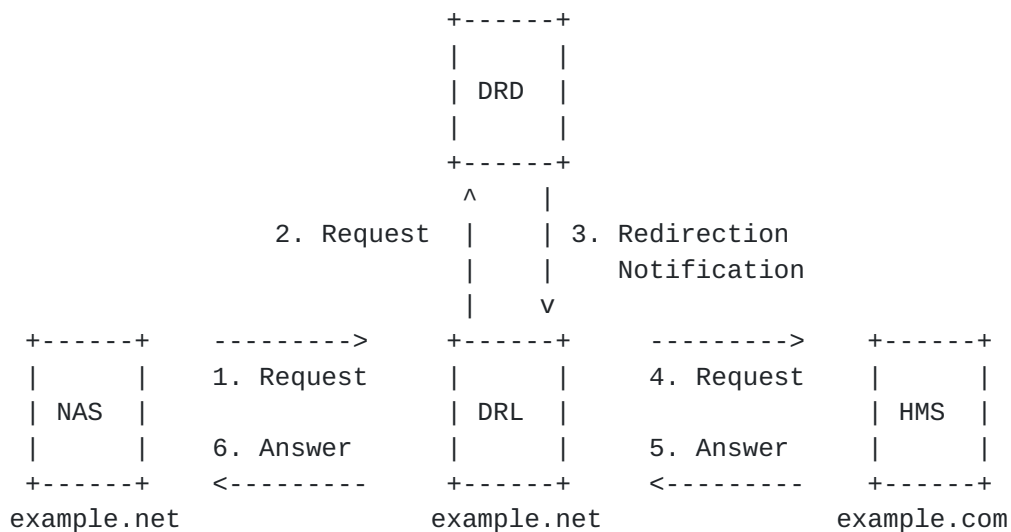 DRD
2. Request 3. Redirection
Notification
1. Request 4. Request
NAS DRL HMS
6. Answer 5. Answer
example.net example.net example.com